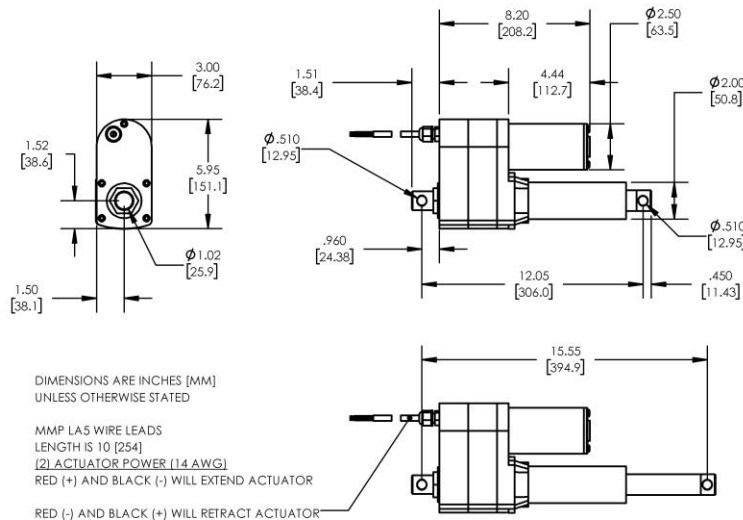 3.00
[76.2]
1.52
[38.6]
5.95
[151.1]
Ø1.02
[25.9]
1.50
[38.1]
8.20
[208.2]
Ø2.50
[63.5]
1.51
[38.4]
4.44
[112.7]
Ø2.00
[50.8]
Ø.510
[12.95]
.960
[24.38]
12.05
[306.0]
Ø.510
[12.95]
.450
[11.43]
15.55
[394.9]
DIMENSIONS ARE INCHES [MM]
UNLESS OTHERWISE STATED
MMP LA5 WIRE LEADS
LENGTH IS 10 [254]
(2) ACTUATOR POWER (14 AWG)
RED (+) AND BLACK (-) WILL EXTEND ACTUATOR
RED (-) AND BLACK (+) WILL RETRACT ACTUATOR